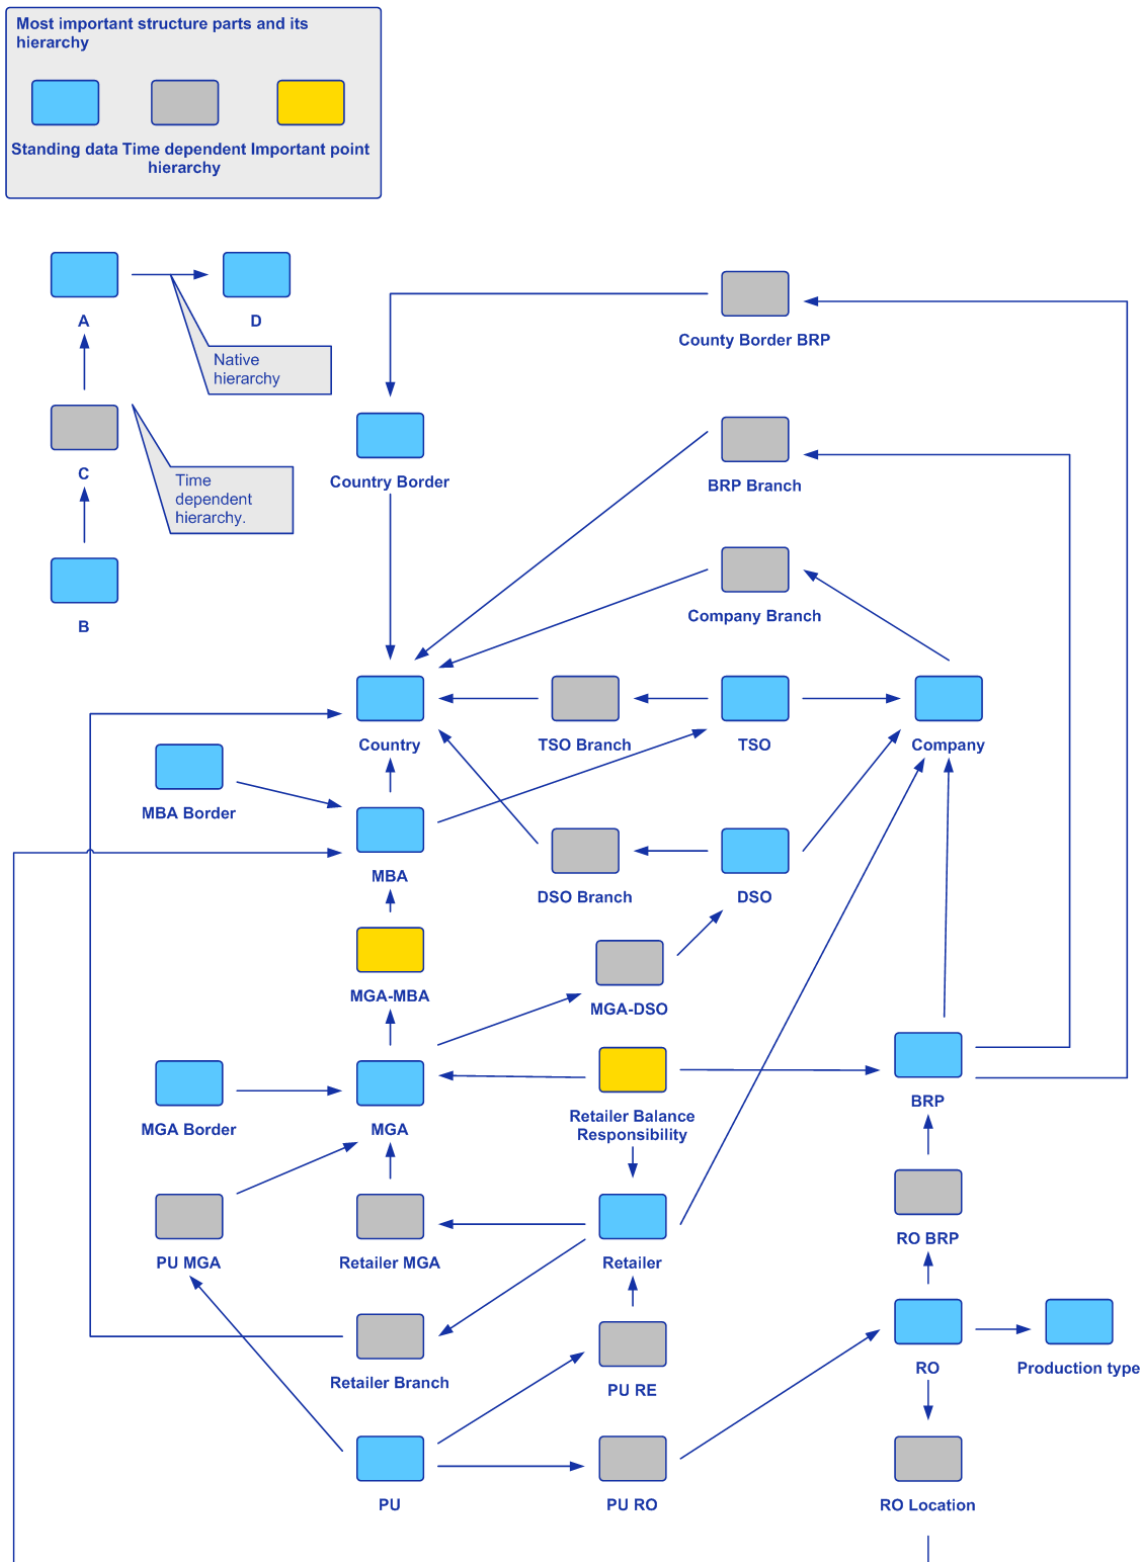 Most important structure parts and its
hierarchy
Standing data
Time dependent
hierarchy
Important point
A
D
Native
hierarchy
C
Time
dependent
hierarchy.
B
County Border BRP
Country Border
BRP Branch
Company Branch
Country
TSO Branch
TSO
Company
MBA Border
MBA
DSO Branch
DSO
MGA-MBA
MGA-DSO
MGA Border
MGA
Retailer Balance
Responsibility
BRP
PU MGA
Retailer MGA
Retailer
RO BRP
Retailer Branch
PU RE
RO
Production type
PU
PU RO
RO Location